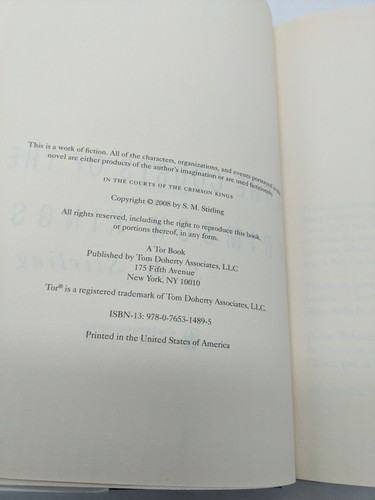 This is a work of fiction. All of the characters, organizations, and events portrayed in this
novel are either products of the author's imagination or are used fictitiously.
IN THE COURTS OF THE CRIMSON KINGS
Copyright © 2008 by S. M. Stirling
All rights reserved, including the right to reproduce this book,
or portions thereof, in any form.
A Tor Book
Published by Tom Doherty Associates, LLC
175 Fifth Avenue
New York, NY 10010
Tor® is a registered trademark of Tom Doherty Associates, LLC.
ISBN-13: 978-0-7653-1489-5
Printed in the United States of America